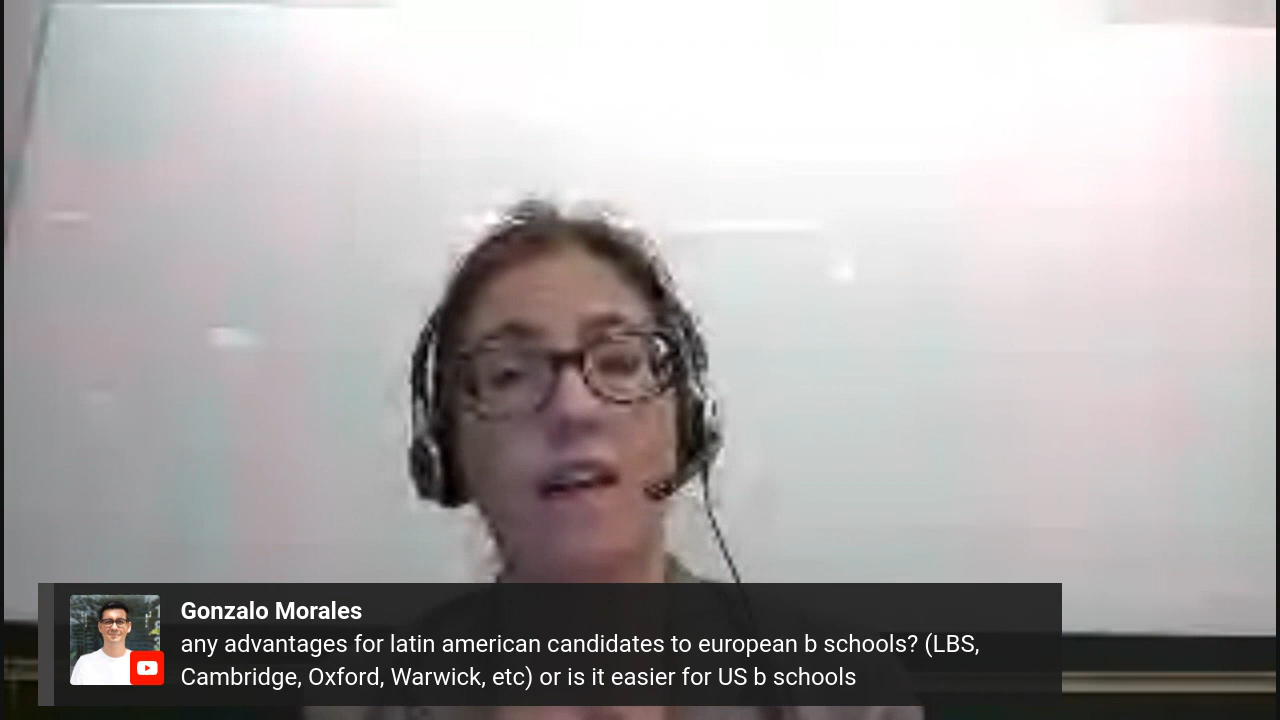 Gonzalo Morales
any advantages for latin american candidates to european b schools? (LBS,
Cambridge, Oxford, Warwick, etc) or is it easier for US b schools